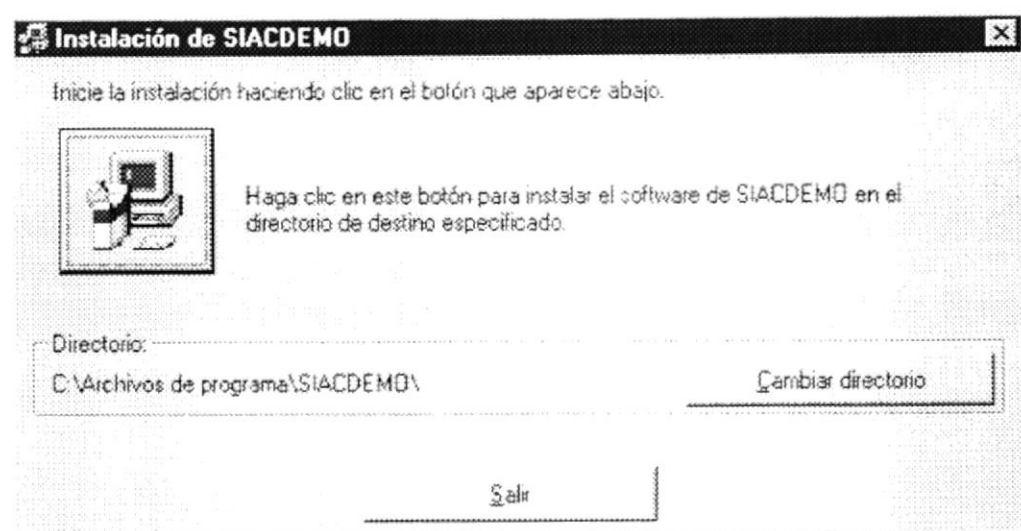 Instalación de SIACDEMO
Inicie la instalación haciendo clic en el botón que aparece abajo.
Haga clic en este botón para instalar el software de SIACDEMO en el
directorio de destino especificado.
Directorio:
C:\Archivos de programa\SIACDEMO\
Cambiar directorio
Salir